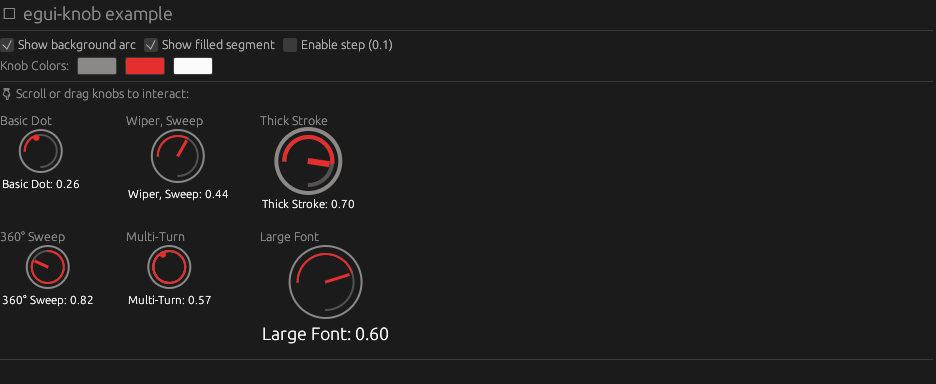 egui-knob example
Show background arc Show filled segment Enable step (0.1)
Knob Colors:
Scroll or drag knobs to interact:
Basic Dot Wiper, Sweep Thick Stroke
Basic Dot: 0.26 Wiper, Sweep: 0.44 Thick Stroke: 0.70
360° Sweep Multi-Turn Large Font
360° Sweep: 0.82 Multi-Turn: 0.57
Large Font: 0.60